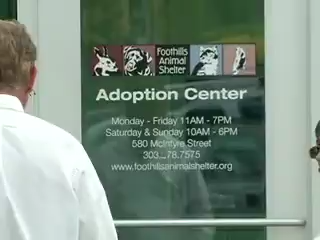 Foothills
Animal
Shelter
Adoption Center
Monday - Friday 11AM - 7PM
Saturday & Sunday 10AM - 6PM
580 McIntyre Street
www.foothillsanimalshelter.org